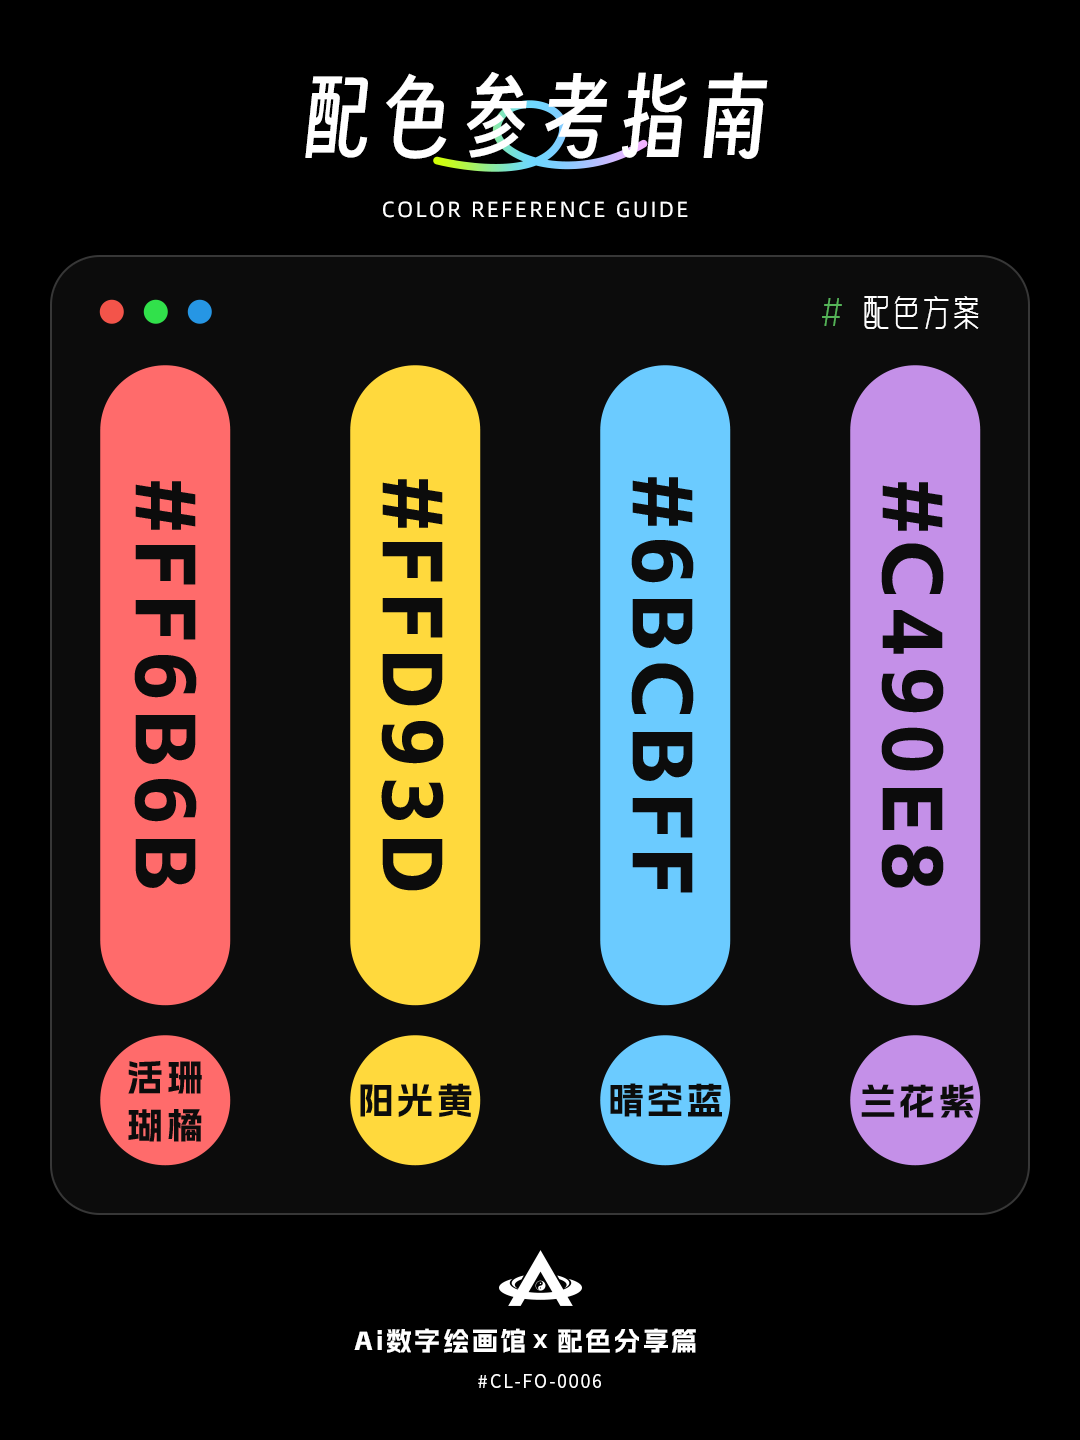 配色参考指南
COLOR REFERENCE GUIDE
# 配色方案
#FF6B6B
#FFD93D
#6BCBFF
#C490E8
活珊
瑚橘
阳光黄
晴空蓝
兰花紫
Ai数字绘画馆 x 配色分享篇
#CL-FO-0006